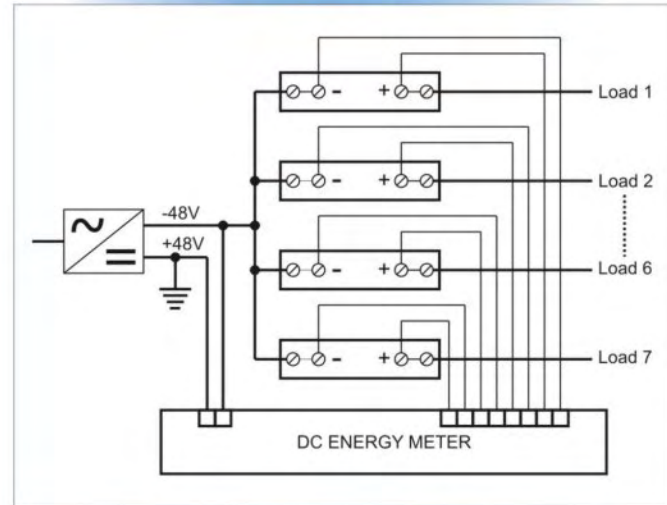 - + Load 1
- + Load 2
-48V
+48V
- + Load 6
- + Load 7
DC ENERGY METER